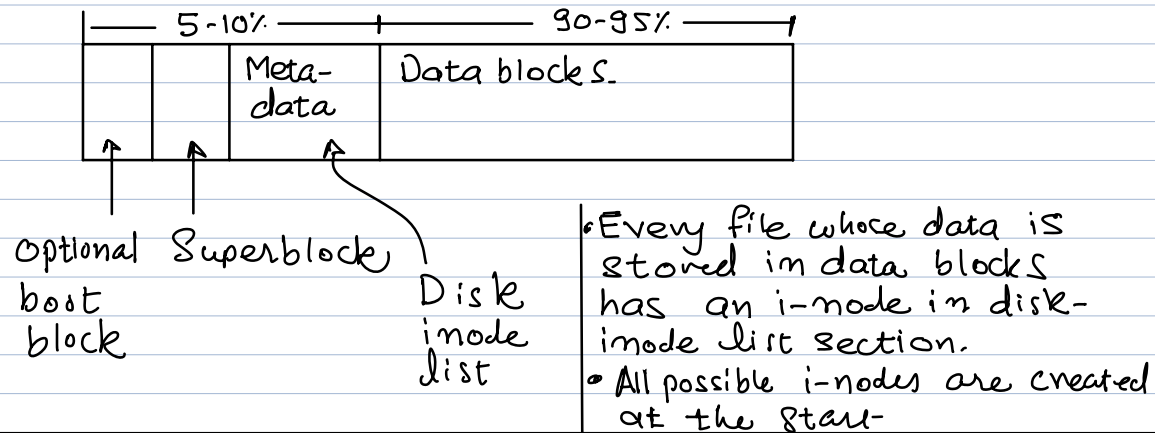 5-10% 90-95%
Meta- Data blocks.
data
optional Superblock
boot
block
Disk
inode
list
• Every file whose data is
stored in data blocks
has an i-node in disk-
inode list section.
• All possible i-nodes are created
at the start-